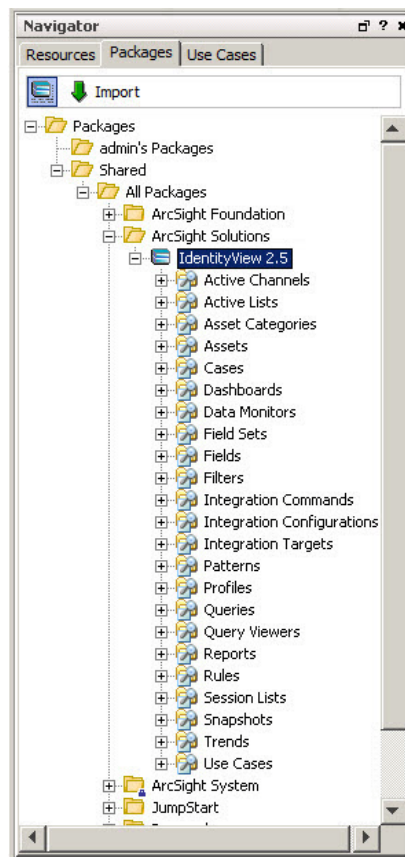 Navigator
Resources Packages Use Cases
Import
Packages
admin's Packages
Shared
All Packages
ArcSight Foundation
ArcSight Solutions
IdentityView 2.5
Active Channels
Active Lists
Asset Categories
Assets
Cases
Dashboards
Data Monitors
Field Sets
Fields
Filters
Integration Commands
Integration Configurations
Integration Targets
Patterns
Profiles
Queries
Query Viewers
Reports
Rules
Session Lists
Snapshots
Trends
Use Cases
ArcSight System
JumpStart